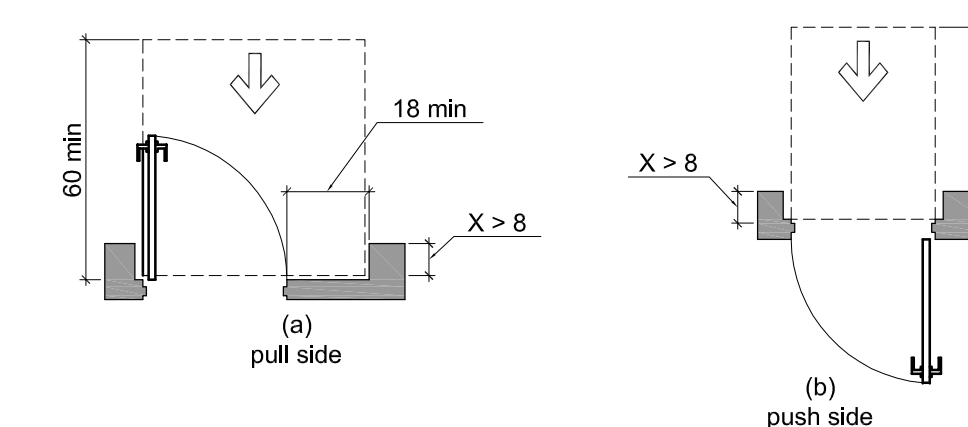 60 min
18 min
X > 8
(a)
pull side
X > 8
(b)
push side